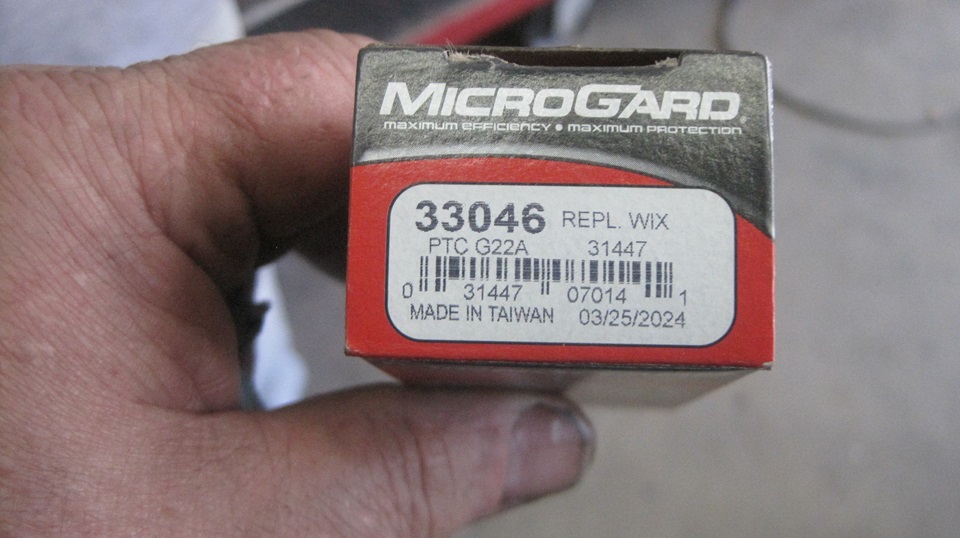 MICROGARD®
MAXIMUM EFFICIENCY • MAXIMUM PROTECTION
33046 REPL. WIX
PTC G22A 31447
0 31447 07014 1
MADE IN TAIWAN 03/25/2024